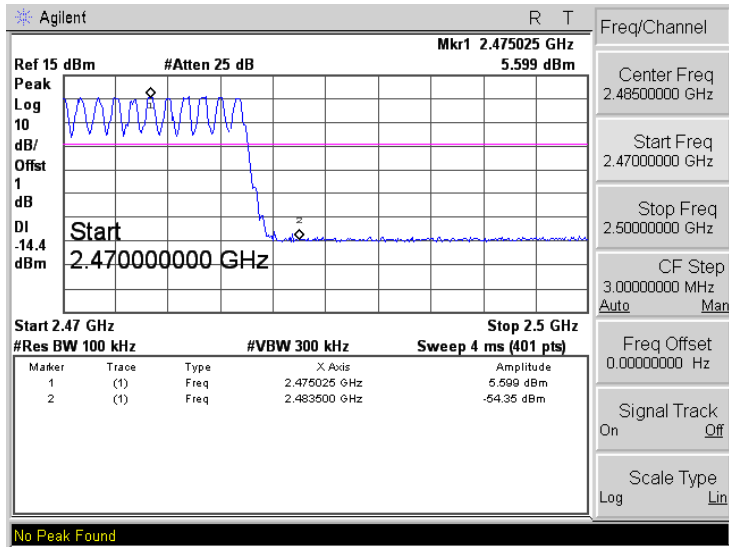 Agilent
R T
Mkr1 2.475025 GHz
Ref 15 dBm #Atten 25 dB 5.599 dBm
Peak
Log
10
dB/
Offst
1
dB
DI
-14.4
dBm
1
2
Start
2.470000000 GHz
Start 2.47 GHz Stop 2.5 GHz
#Res BW 100 kHz #VBW 300 kHz Sweep 4 ms (401 pts)
Marker Trace Type X Axis Amplitude
1 (1) Freq 2.475025 GHz 5.599 dBm
2 (1) Freq 2.483500 GHz -54.35 dBm
No Peak Found
Freq/Channel
Center Freq
2.48500000 GHz
Start Freq
2.47000000 GHz
Stop Freq
2.50000000 GHz
CF Step
3.00000000 MHz
Auto Man
Freq Offset
0.00000000 Hz
Signal Track
On Off
Scale Type
Log Lin